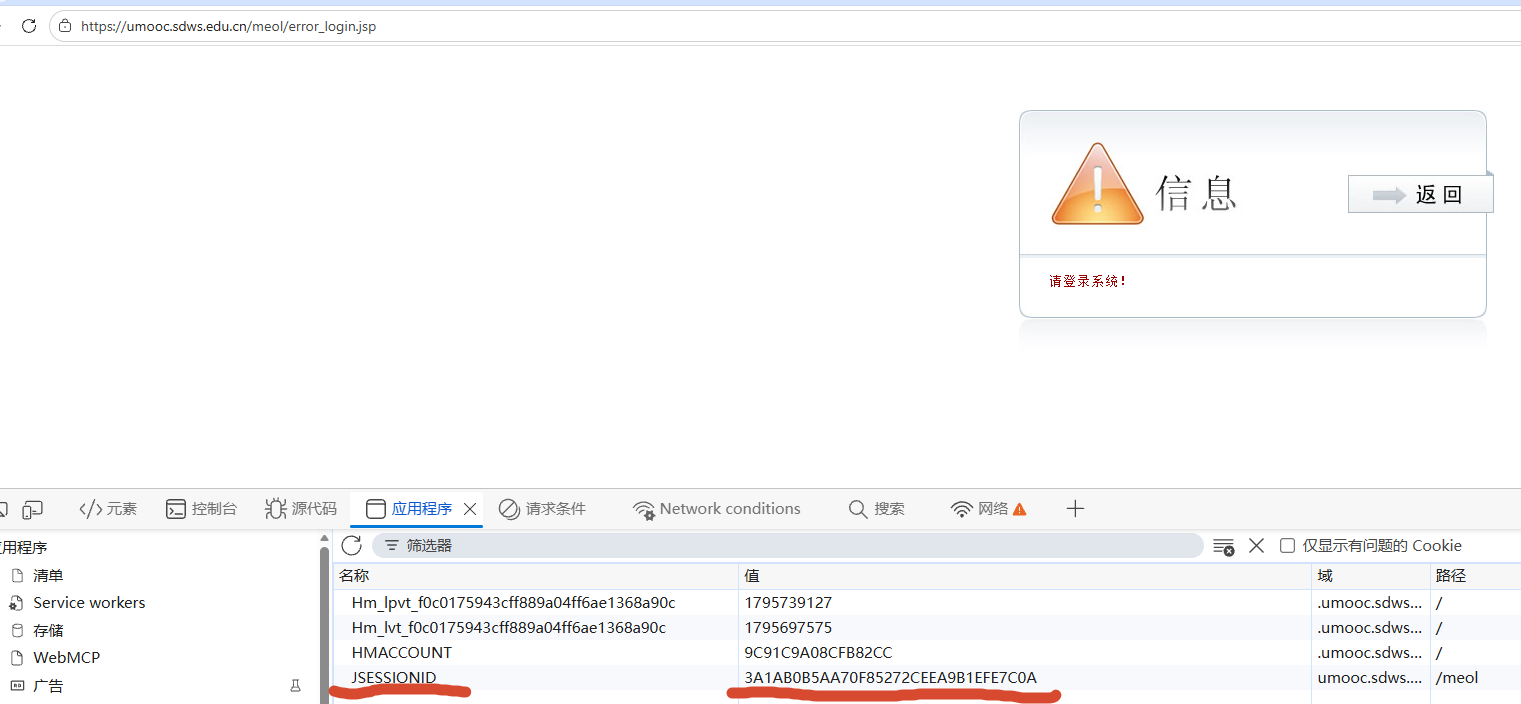 https://umooc.sdws.edu.cn/meol/error_login.jsp
信息
返回
请登录系统!
元素 控制台 源代码 应用程序 请求条件 Network conditions 搜索 网络
用程序
筛选器
仅显示有问题的 Cookie
清单
Service workers
存储
WebMCP
广告
名称 值 域 路径
Hm_lpvt_f0c0175943cff889a04ff6ae1368a90c 1795739127 .umooc.sdws... /
Hm_lvt_f0c0175943cff889a04ff6ae1368a90c 1795697575 .umooc.sdws... /
HMACCOUNT 9C91C9A08CFB82CC .umooc.sdws... /
JSESSIONID 3A1AB0B5AA70F85272CEEA9B1EFE7C0A umooc.sdws.... /meol